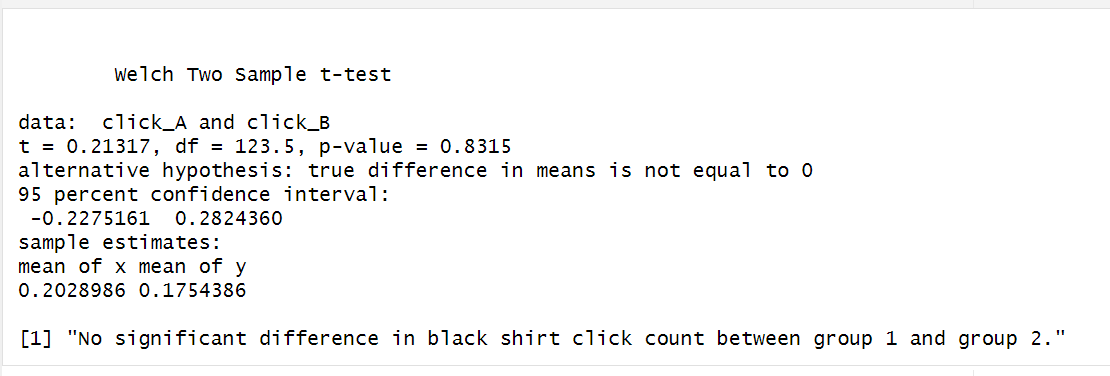 Welch Two Sample t-test
data:  click_A and click_B
t = 0.21317, df = 123.5, p-value = 0.8315
alternative hypothesis: true difference in means is not equal to 0
95 percent confidence interval:
 -0.2275161  0.2824360
sample estimates:
mean of x mean of y
0.2028986 0.1754386
[1] "No significant difference in black shirt click count between group 1 and group 2."